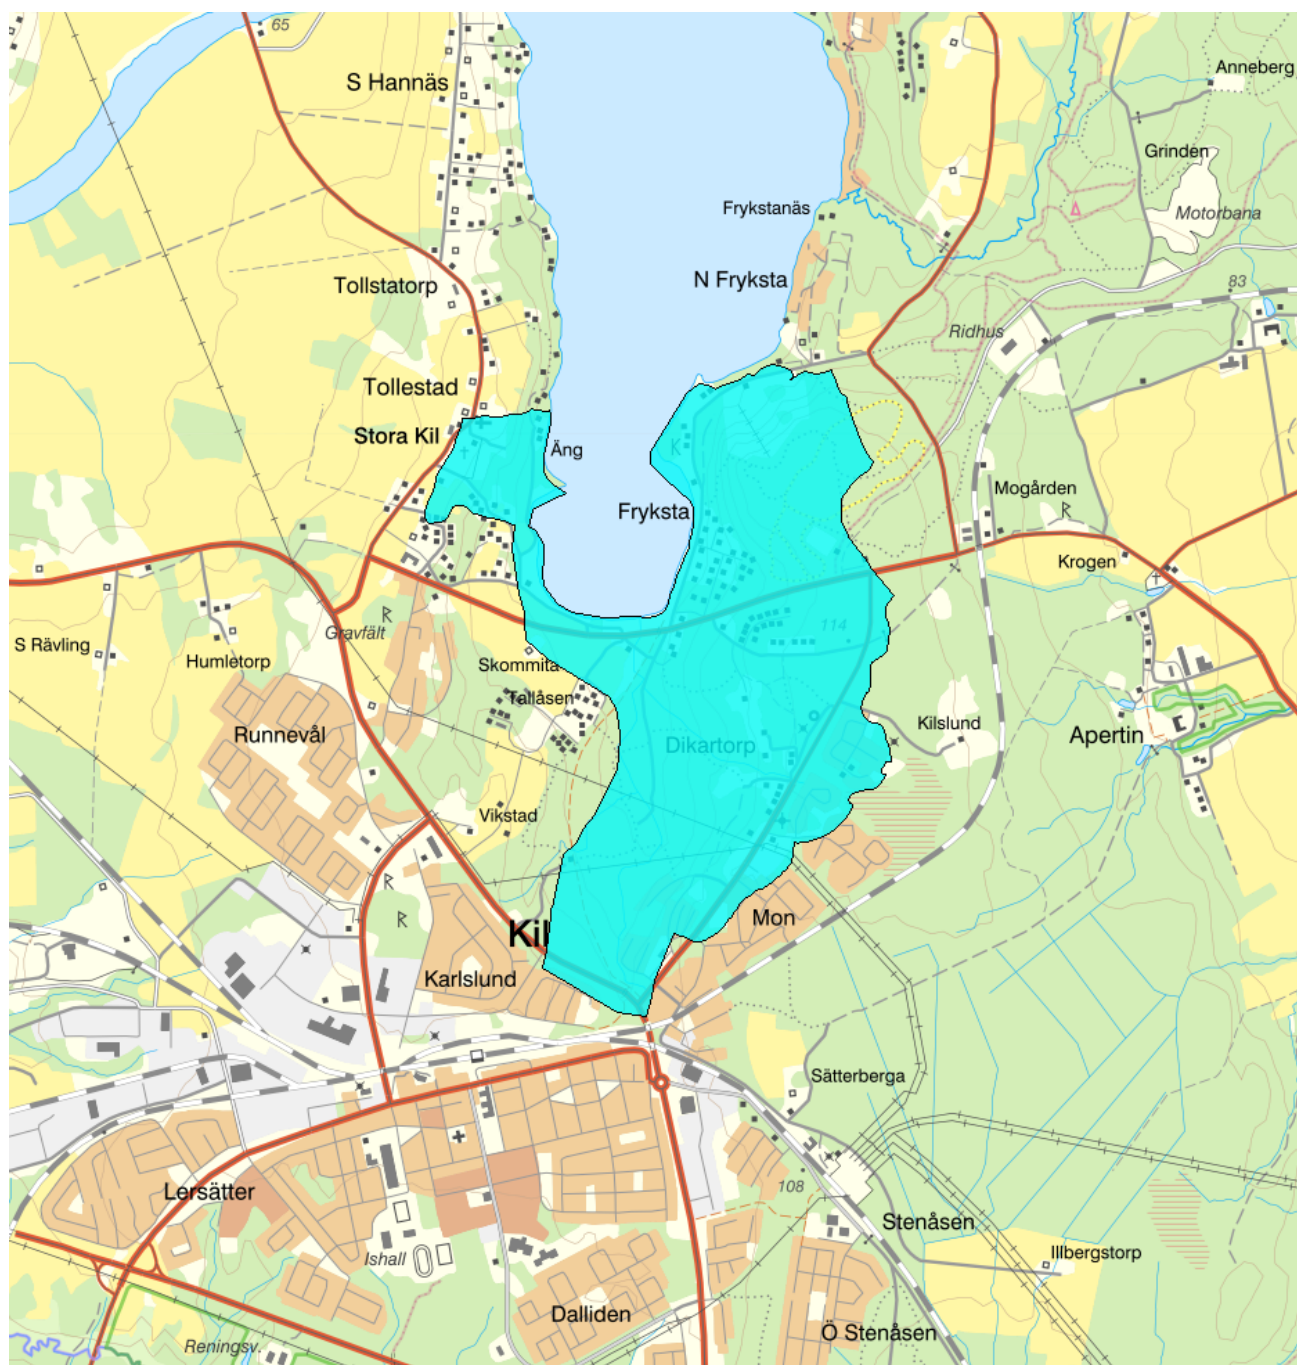 65
S Hannäs
Anneberg
Grinden
Frykstanäs
Motorbana
N Fryksta
Tollstatorp
83
Ridhus
Tollestad
Stora Kil
Äng
K
Mogården
R
Fryksta
Krogen
R
Gravfält
114
S Rävling
Humletorp
Skommita
Tallåsen
Kilslund
Runnevål
Dikartorp
Apertin
Vikstad
R
R
Mon
Kil
Karlslund
Sätterberga
108
Lersätter
Stenåsen
Illbergstorp
Ishall
Dalliden
Ö Stenåsen
Reningsv.